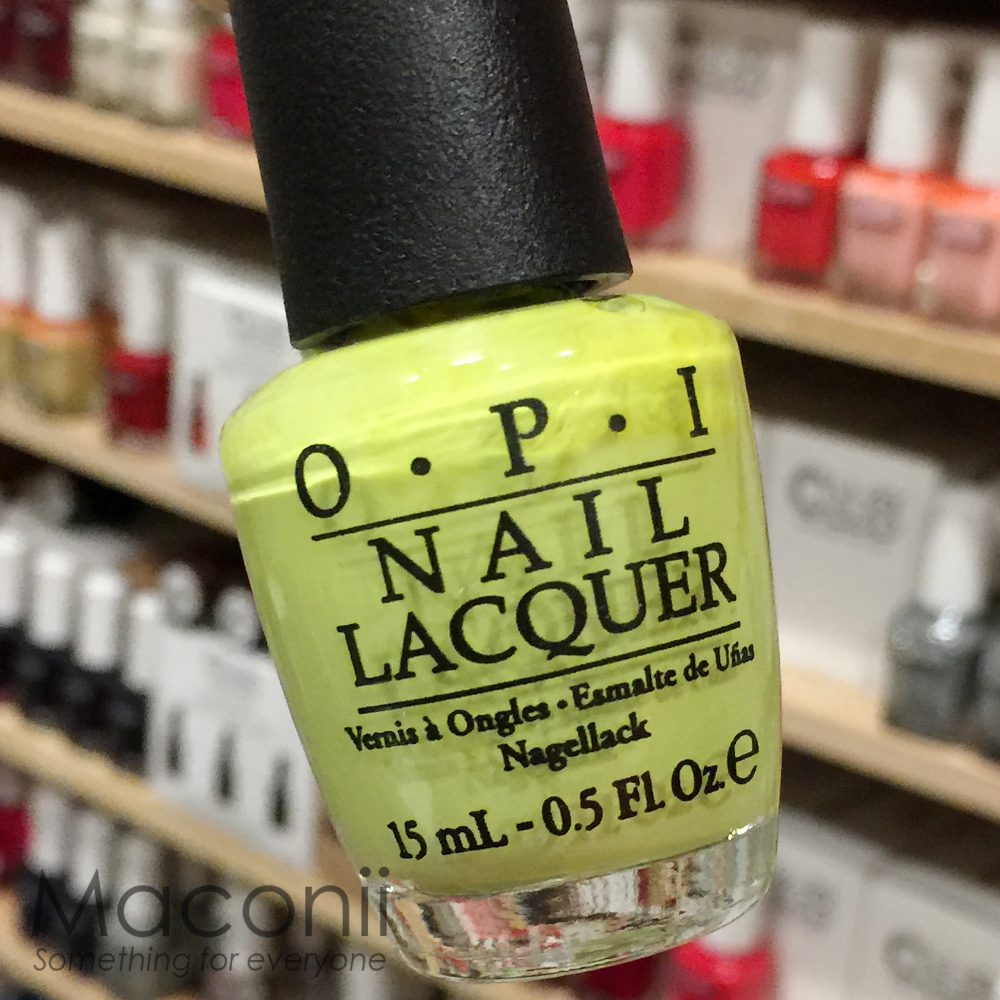 O · P · I
NAIL
LACQUER
Vernis à Ongles · Esmalte de Uñas
Nagellack
15 mL - 0.5 Fl. Oz. e
Maconii
Something for everyone